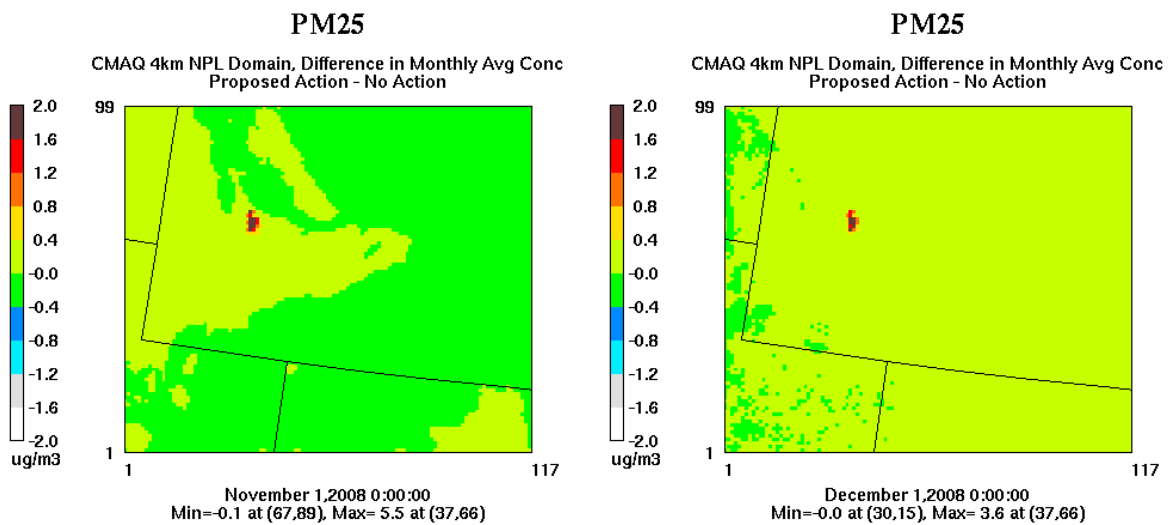 PM25
CMAQ 4km NPL Domain, Difference in Monthly Avg Conc
Proposed Action - No Action
2.0
1.6
1.2
0.8
0.4
-0.0
-0.4
-0.8
-1.2
-1.6
-2.0
ug/m3
99
1
1
117
November 1,2008 0:00:00
Min=-0.1 at (67,89), Max= 5.5 at (37,66)
PM25
CMAQ 4km NPL Domain, Difference in Monthly Avg Conc
Proposed Action - No Action
2.0
1.6
1.2
0.8
0.4
-0.0
-0.4
-0.8
-1.2
-1.6
-2.0
ug/m3
99
1
1
117
December 1,2008 0:00:00
Min=-0.0 at (30,15), Max= 3.6 at (37,66)